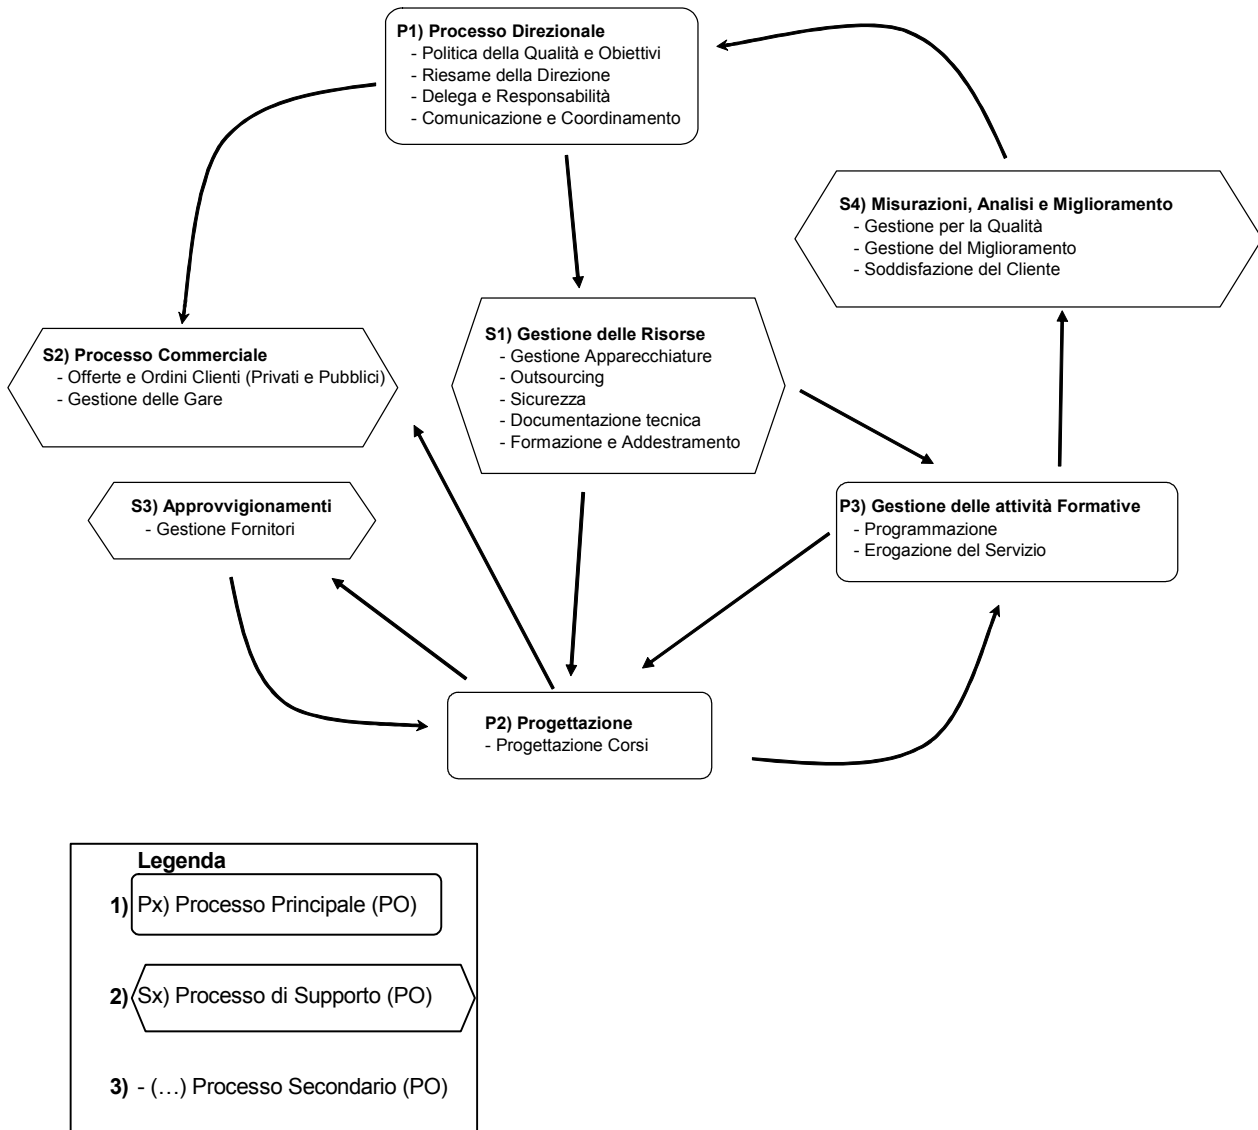 P1) Processo Direzionale
- Politica della Qualità e Obiettivi
- Riesame della Direzione
- Delega e Responsabilità
- Comunicazione e Coordinamento
S4) Misurazioni, Analisi e Miglioramento
- Gestione per la Qualità
- Gestione del Miglioramento
- Soddisfazione del Cliente
S2) Processo Commerciale
- Offerte e Ordini Clienti (Privati e Pubblici)
- Gestione delle Gare
S1) Gestione delle Risorse
- Gestione Apparecchiature
- Outsourcing
- Sicurezza
- Documentazione tecnica
- Formazione e Addestramento
S3) Approvvigionamenti
- Gestione Fornitori
P3) Gestione delle attività Formative
- Programmazione
- Erogazione del Servizio
P2) Progettazione
- Progettazione Corsi
Legenda
1) Px) Processo Principale (PO)
2) Sx) Processo di Supporto (PO)
3) - (…) Processo Secondario (PO)